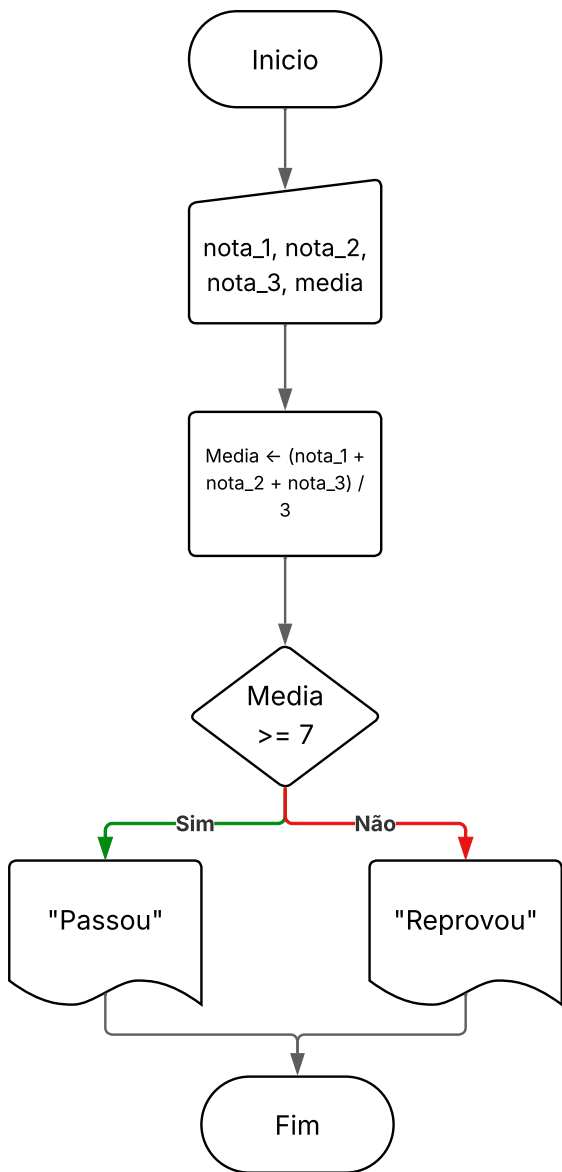 Inicio
nota_1, nota_2,
nota_3, media
Media ← (nota_1 +
nota_2 + nota_3) /
3
Media
>= 7
Sim
Não
"Passou"
"Reprovou"
Fim